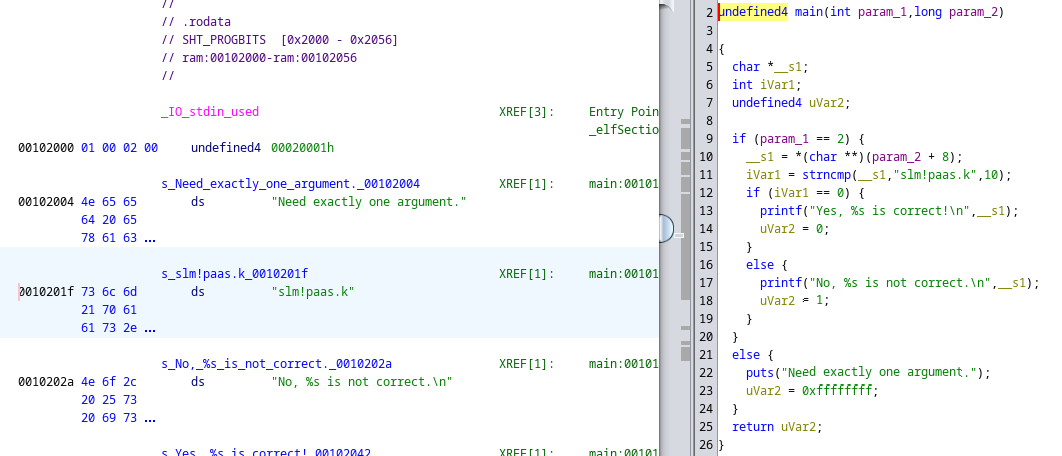 //
// .rodata
// SHT_PROGBITS  [0x2000 - 0x2056]
// ram:00102000-ram:00102056
//
_IO_stdin_used XREF[3]: Entry Poin
_elfSectio
00102000 01 00 02 00 undefined4 00020001h
s_Need_exactly_one_argument._00102004 XREF[1]: main:00101
00102004 4e 65 65 ds "Need exactly one argument."
64 20 65
78 61 63 ...
s_slm!paas.k_0010201f XREF[1]: main:00101
0010201f 73 6c 6d ds "slm!paas.k"
21 70 61
61 73 2e ...
s_No,_%s_is_not_correct._0010202a XREF[1]: main:00101
0010202a 4e 6f 2c ds "No, %s is not correct.\n"
20 25 73
20 69 73 ...
s_Yes,_%s_is_correct!_00102042 XREF[1]: main:00101
2 undefined4 main(int param_1,long param_2)
3
4 {
5 char *__s1;
6 int iVar1;
7 undefined4 uVar2;
8
9 if (param_1 == 2) {
10 __s1 = *(char **)(param_2 + 8);
11 iVar1 = strncmp(__s1,"slm!paas.k",10);
12 if (iVar1 == 0) {
13 printf("Yes, %s is correct!\n",__s1);
14 uVar2 = 0;
15 }
16 else {
17 printf("No, %s is not correct.\n",__s1);
18 uVar2 = 1;
19 }
20 }
21 else {
22 puts("Need exactly one argument.");
23 uVar2 = 0xffffffff;
24 }
25 return uVar2;
26 }